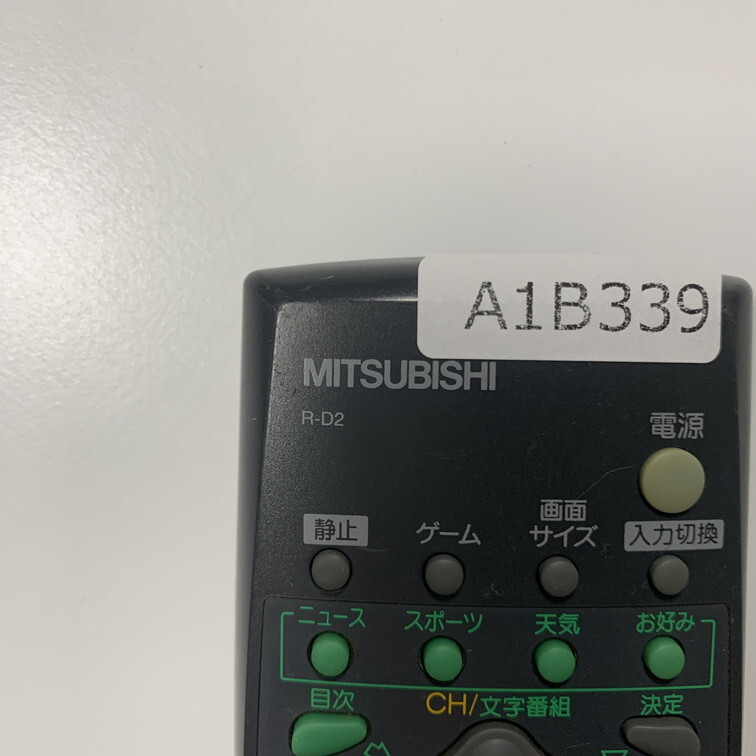 A1B339
MITSUBISHI
R-D2
電源
静止
ゲーム
画面
サイズ
入力切換
ニュース
スポーツ
天気
お好み
目次
CH/文字番組
決定